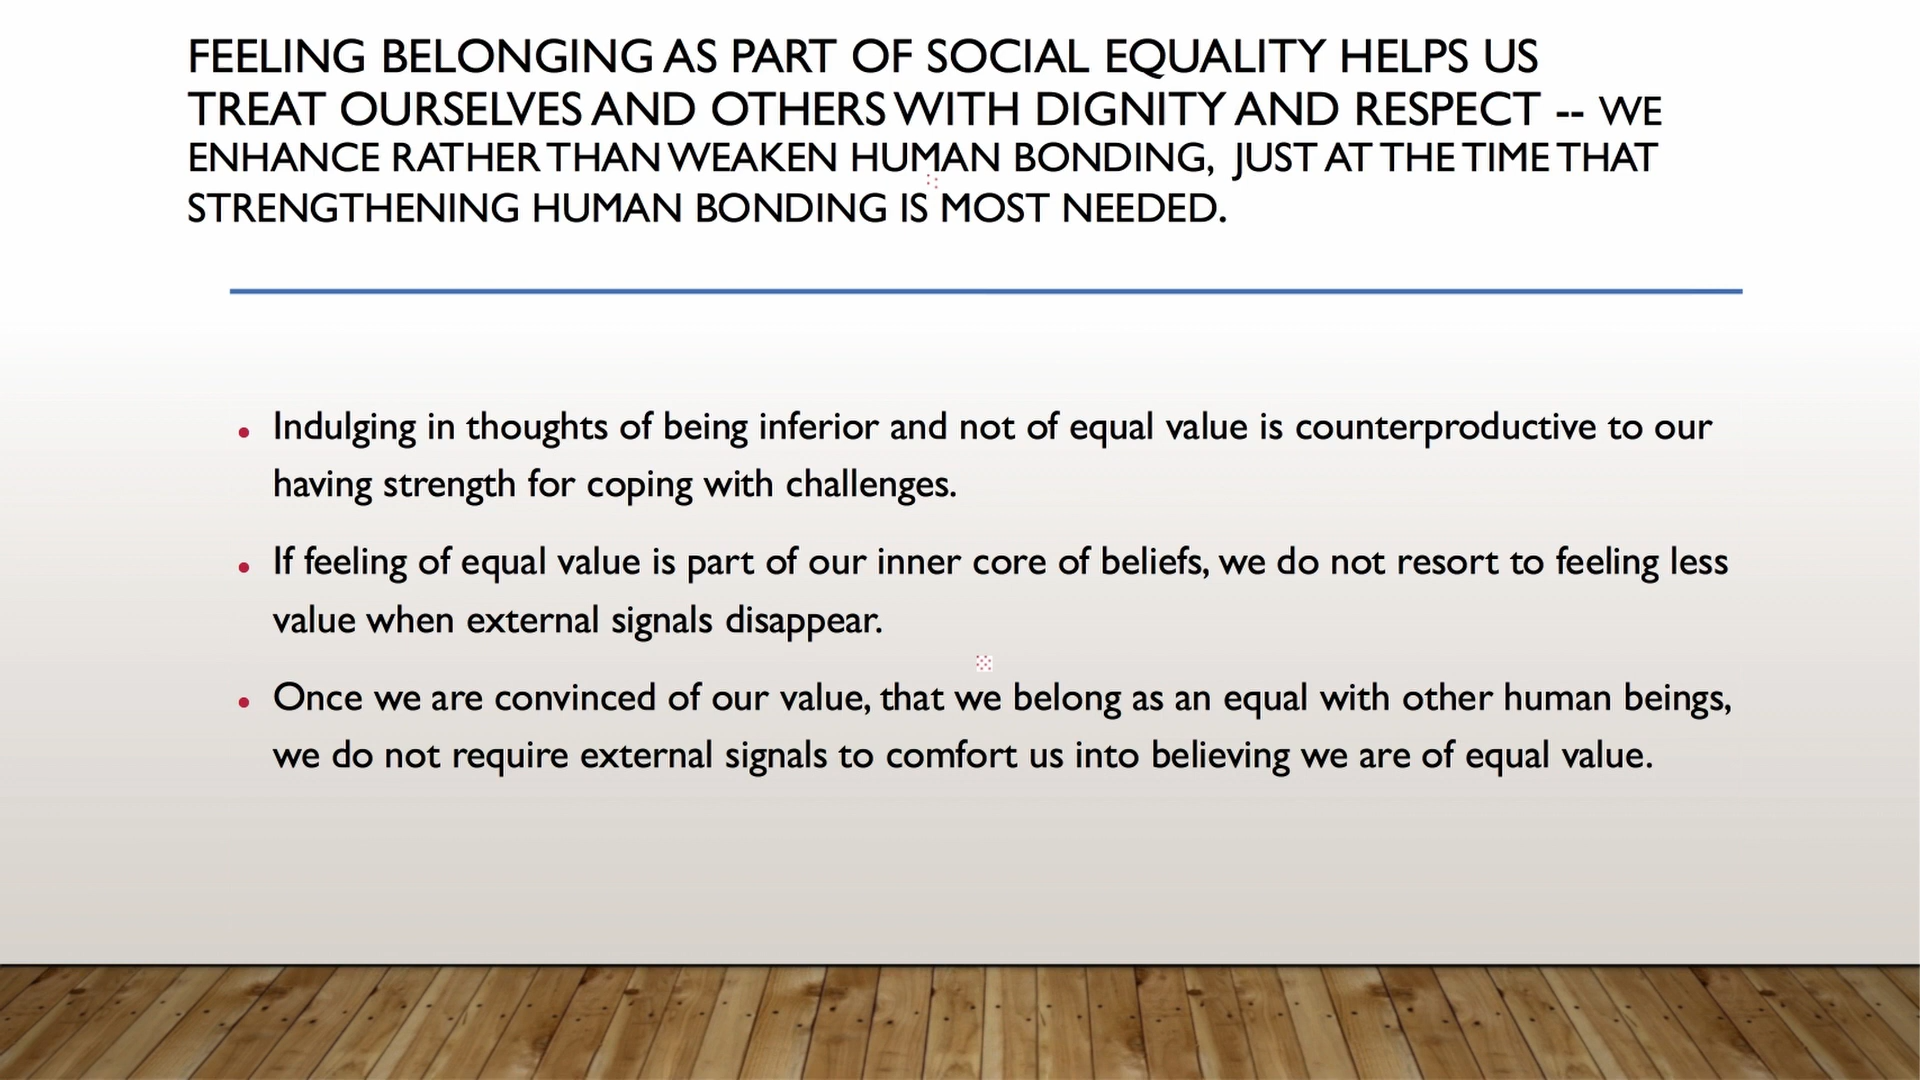 FEELING BELONGING AS PART OF SOCIAL EQUALITY HELPS US
TREAT OURSELVES AND OTHERS WITH DIGNITY AND RESPECT -- WE
ENHANCE RATHER THAN WEAKEN HUMAN BONDING, JUST AT THE TIME THAT
STRENGTHENING HUMAN BONDING IS MOST NEEDED.
• Indulging in thoughts of being inferior and not of equal value is counterproductive to our
having strength for coping with challenges.
• If feeling of equal value is part of our inner core of beliefs, we do not resort to feeling less
value when external signals disappear.
• Once we are convinced of our value, that we belong as an equal with other human beings,
we do not require external signals to comfort us into believing we are of equal value.